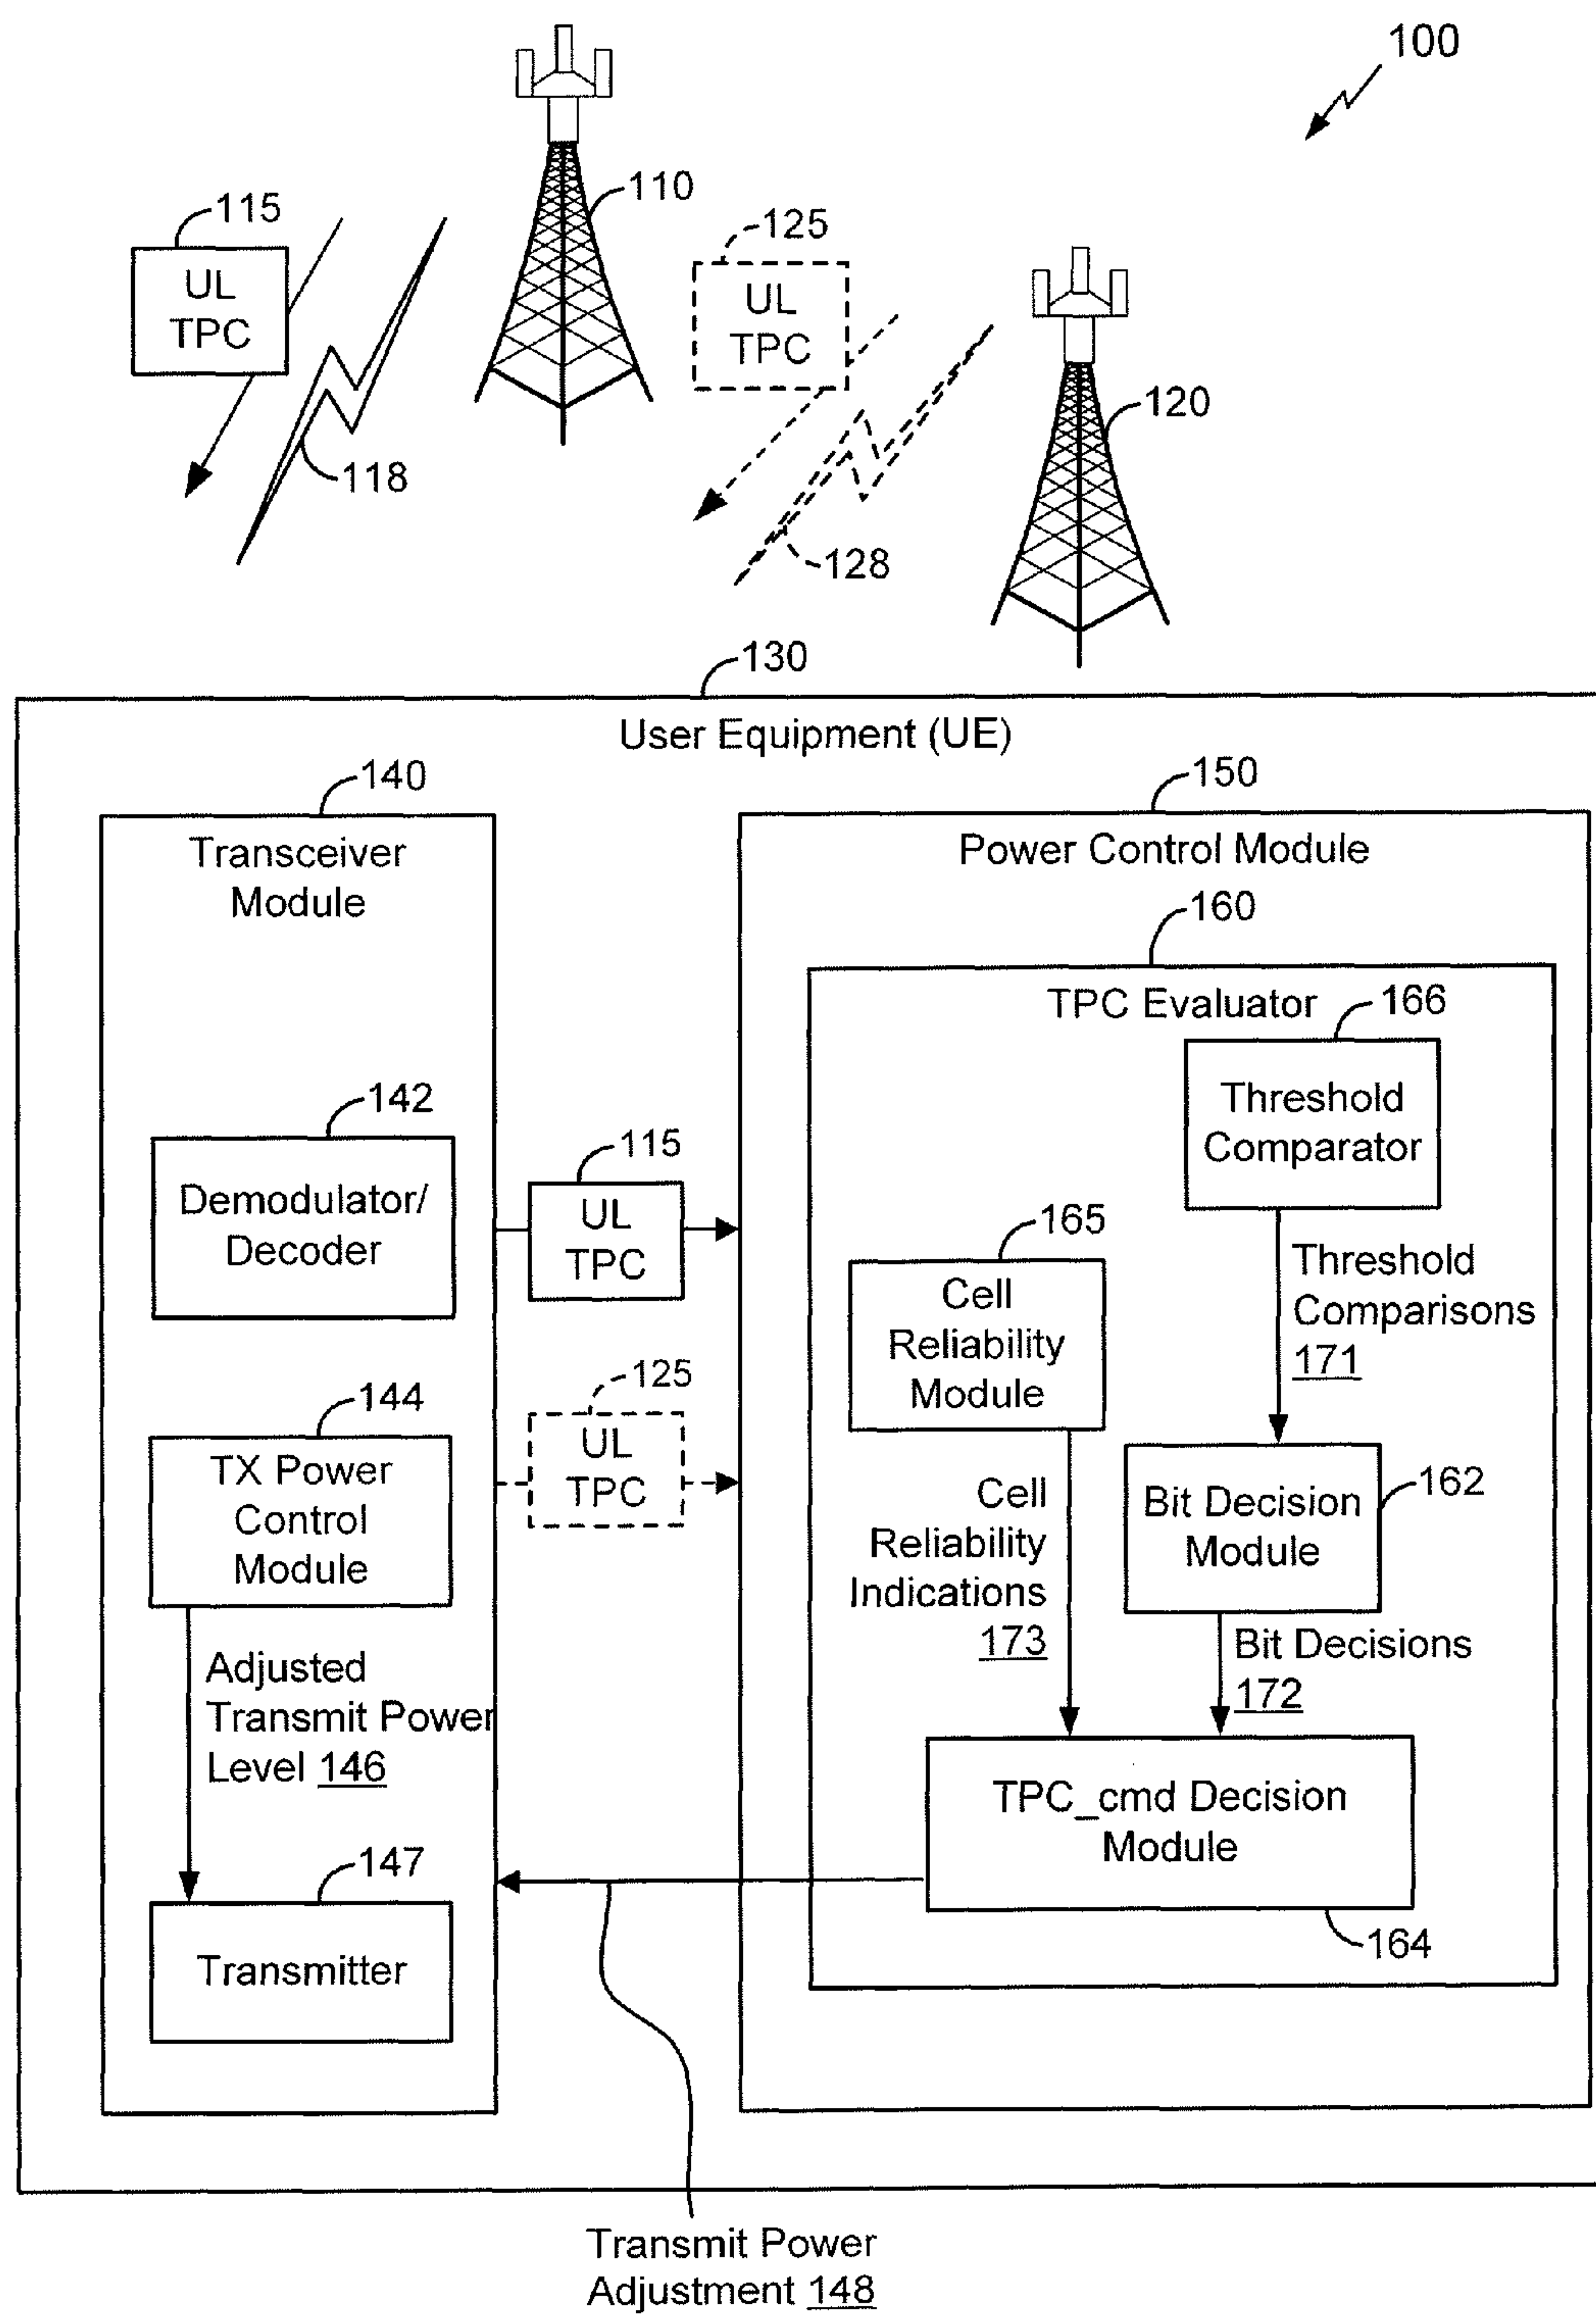 100
110
115
UL
TPC
118
125
UL
TPC
120
128
130
User Equipment (UE)
140
Transceiver
Module
142
Demodulator/
Decoder
144
TX Power
Control
Module
Adjusted
Transmit Power
Level 146
147
Transmitter
115
UL
TPC
125
UL
TPC
150
Power Control Module
160
TPC Evaluator
166
Threshold
Comparator
165
Cell
Reliability
Module
Threshold
Comparisons
171
162
Bit Decision
Module
Cell
Reliability
Indications
173
Bit Decisions
172
TPC_cmd Decision
Module
164
Transmit Power
Adjustment 148